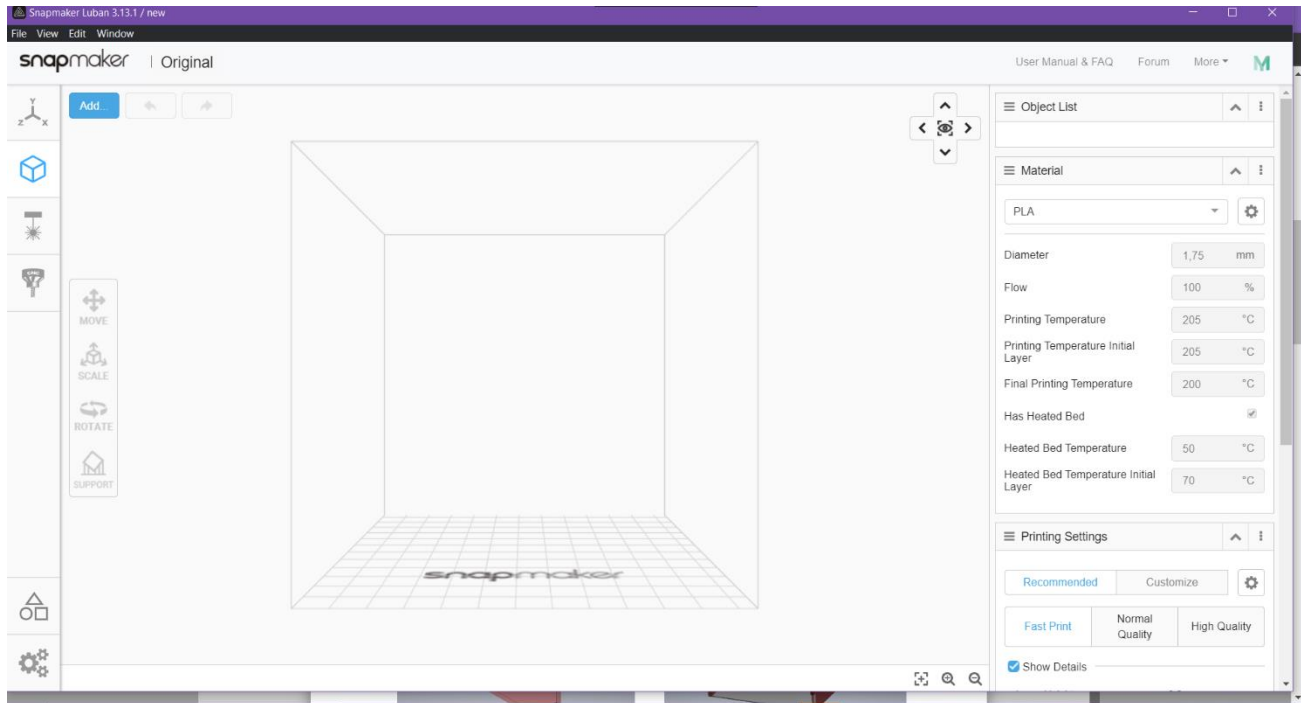 Snapmaker Luban 3.13.1 / new
File View Edit Window
snapmaker | Original
User Manual & FAQ Forum More
Y
Z X
Add...
Object List
Material
PLA
Diameter 1,75 mm
Flow 100 %
Printing Temperature 205 °C
Printing Temperature Initial
Layer 205 °C
Final Printing Temperature 200 °C
Has Heated Bed
Heated Bed Temperature 50 °C
Heated Bed Temperature Initial
Layer 70 °C
MOVE
SCALE
ROTATE
SUPPORT
snapmaker
Printing Settings
Recommended Customize
Fast Print Normal
Quality High Quality
Show Details